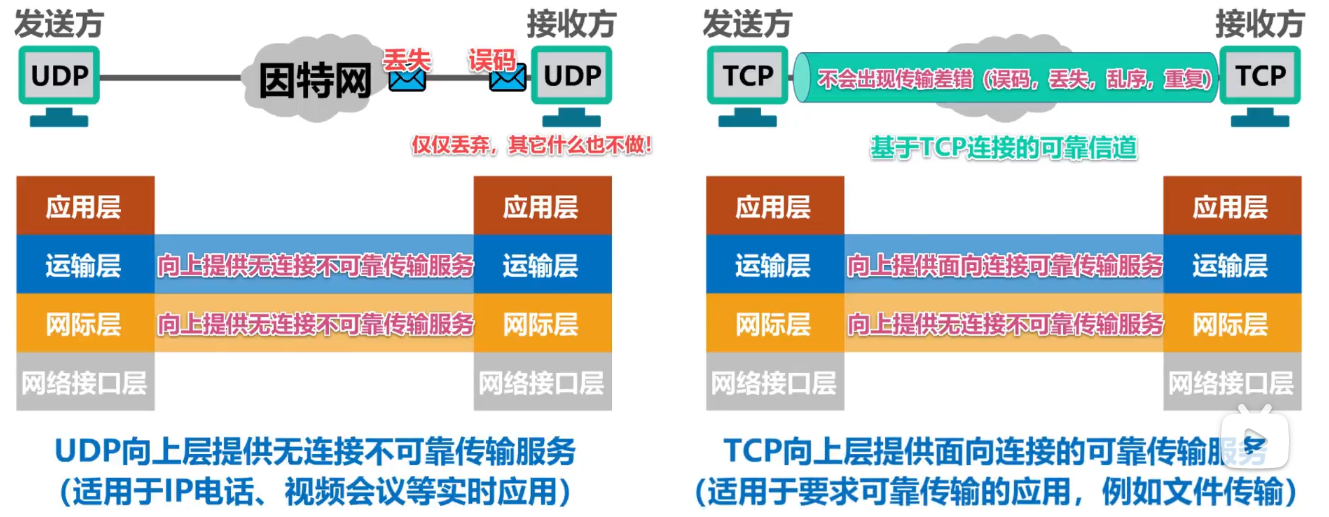 发送方
接收方
UDP
因特网
丢失
误码
UDP
仅仅丢弃，其它什么也不做！
应用层
应用层
运输层
向上提供无连接不可靠传输服务
运输层
网际层
向上提供无连接不可靠传输服务
网际层
网络接口层
网络接口层
UDP向上层提供无连接不可靠传输服务
（适用于IP电话、视频会议等实时应用）
发送方
接收方
TCP
不会出现传输差错（误码，丢失，乱序，重复）
TCP
基于TCP连接的可靠信道
应用层
应用层
运输层
向上提供面向连接可靠传输服务
运输层
网际层
向上提供无连接不可靠传输服务
网际层
网络接口层
网络接口层
TCP向上层提供面向连接的可靠传输服务
（适用于要求可靠传输的应用，例如文件传输）